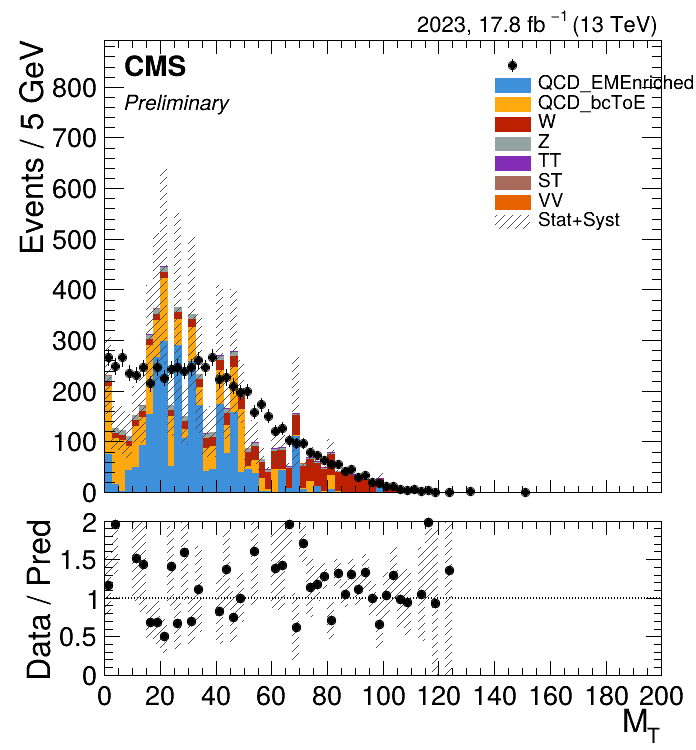 2023, 17.8 fb⁻¹ (13 TeV)
CMS
Preliminary
QCD_EMEnriched
QCD_bcToE
W
Z
TT
ST
VV
Stat+Syst
Events / 5 GeV
800
700
600
500
400
300
200
100
0
Data / Pred
2
1.5
1
0.5
0
0 20 40 60 80 100 120 140 160 180 200
M_T